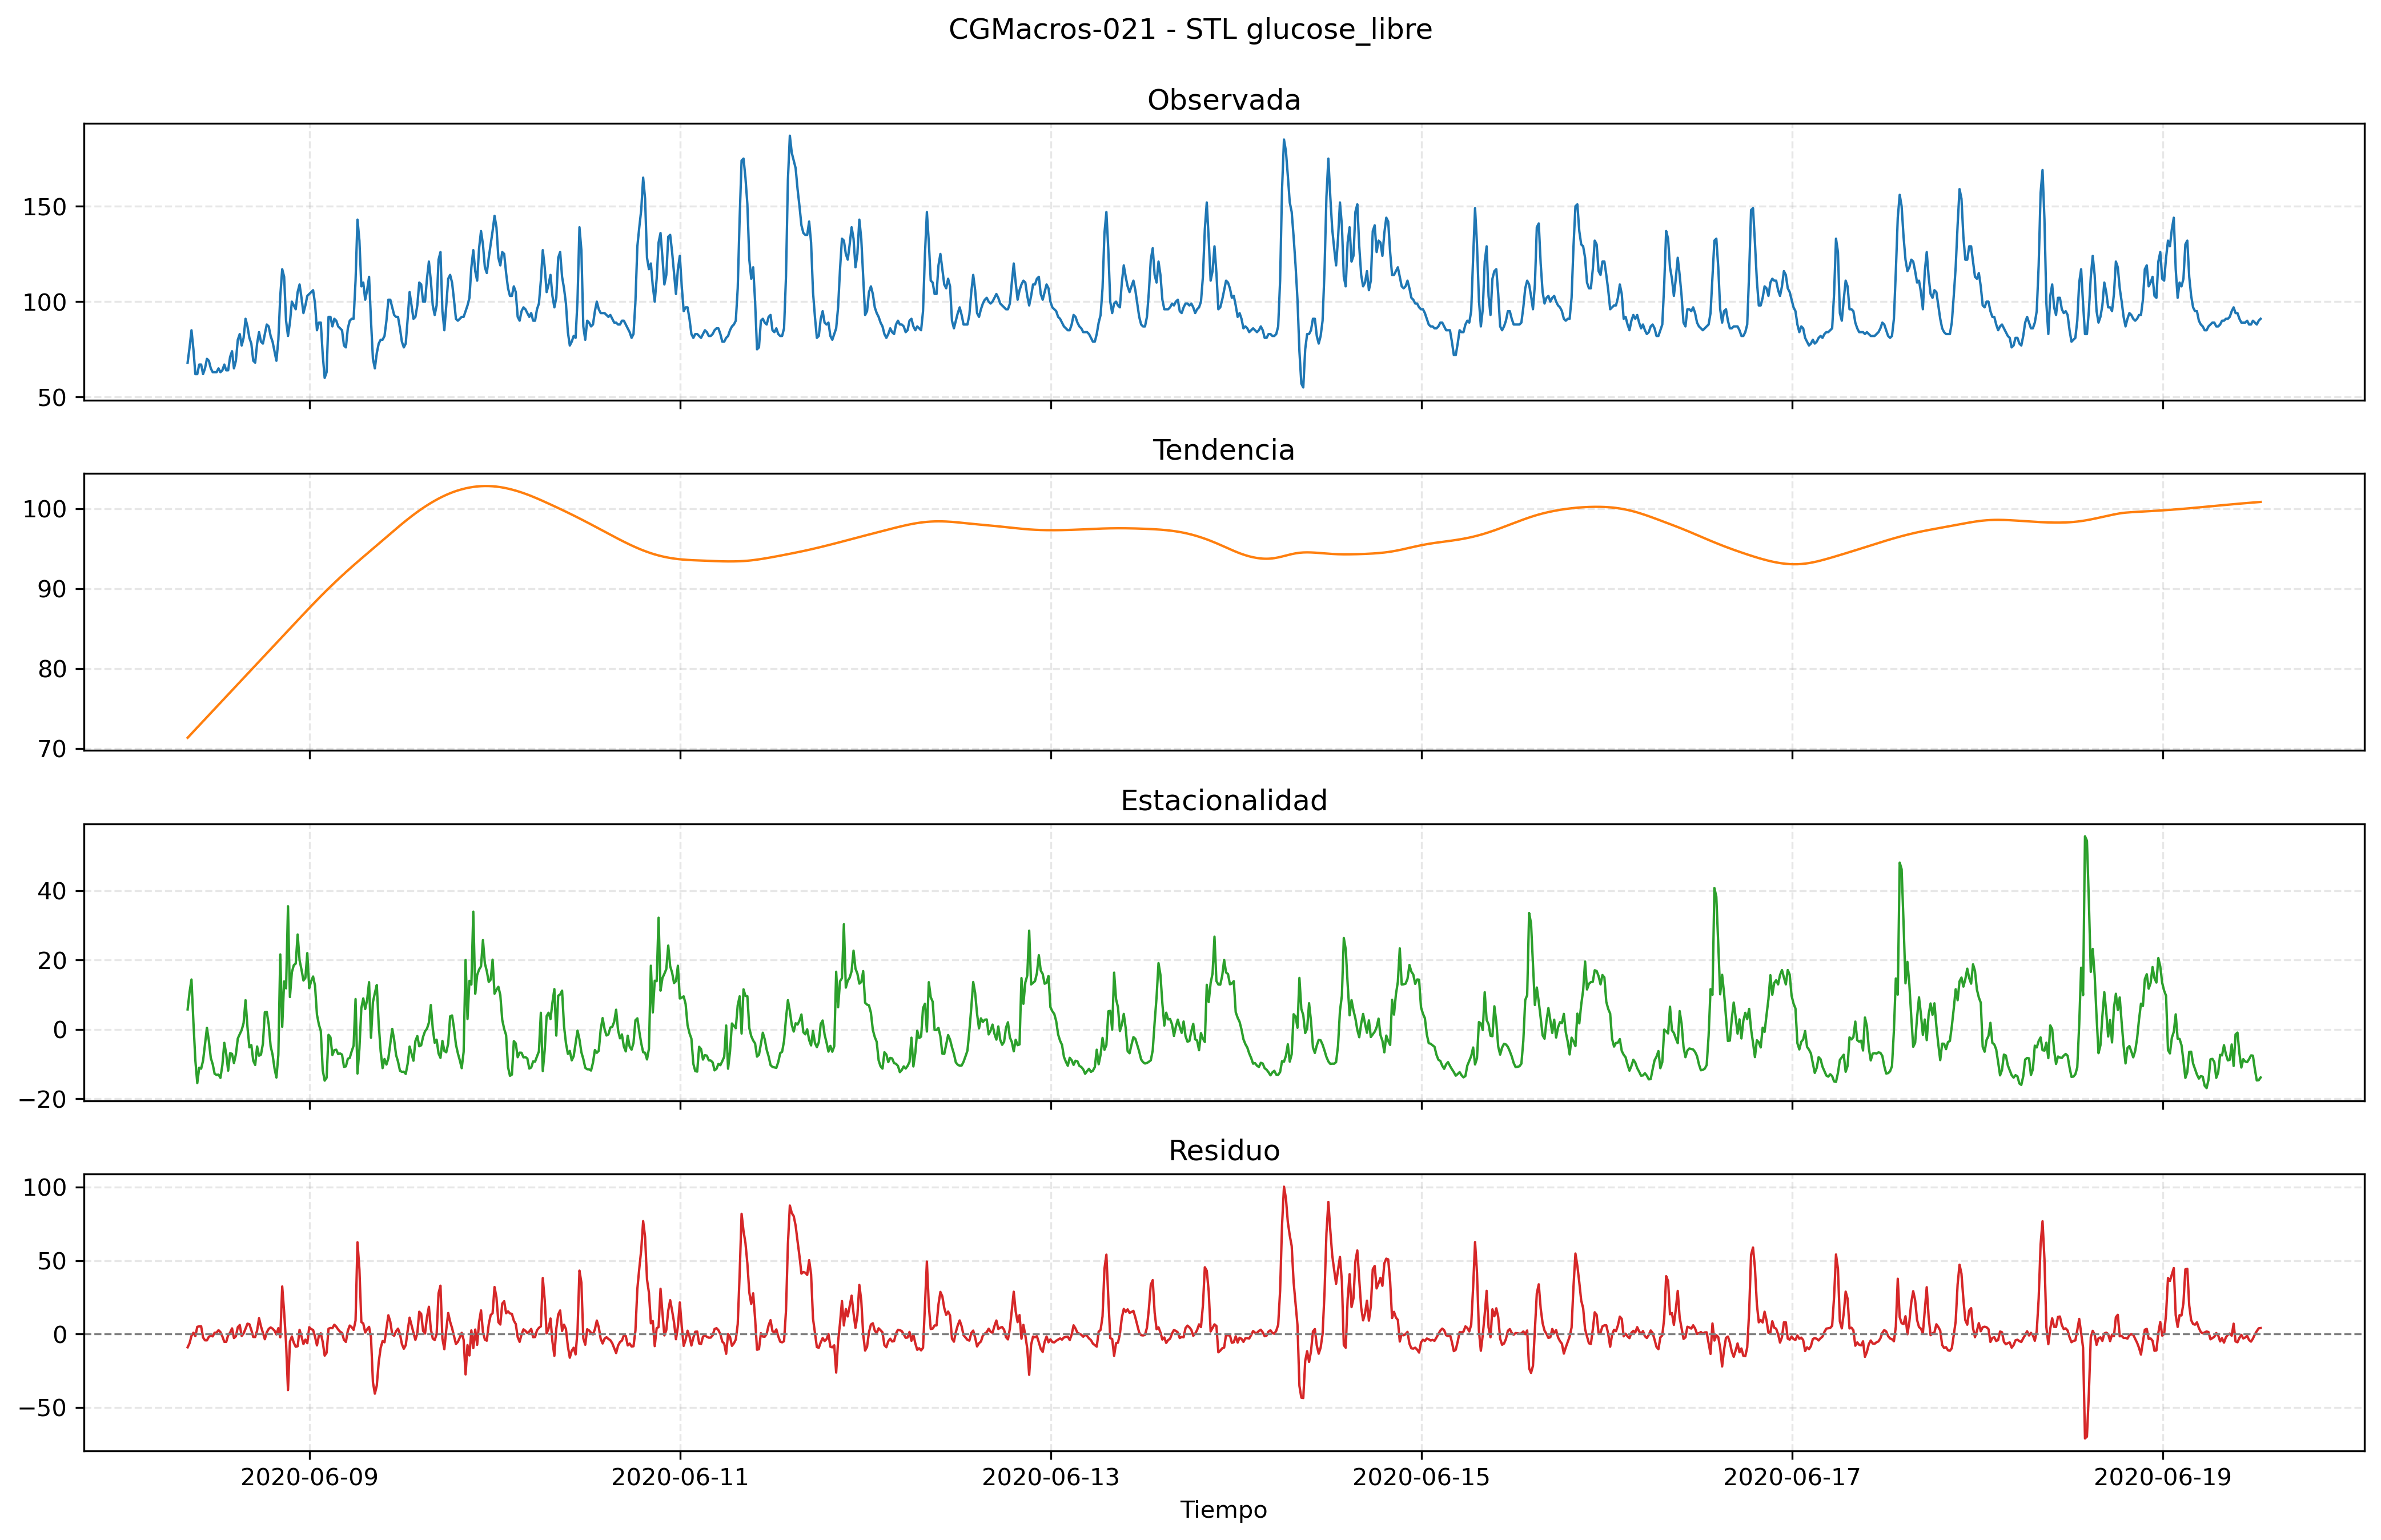 CGMacros-021 - STL glucose_libre
Observada
150
100
50
Tendencia
100
90
80
70
Estacionalidad
40
20
0
−20
Residuo
100
50
0
−50
2020-06-09 2020-06-11 2020-06-13 2020-06-15 2020-06-17 2020-06-19
Tiempo